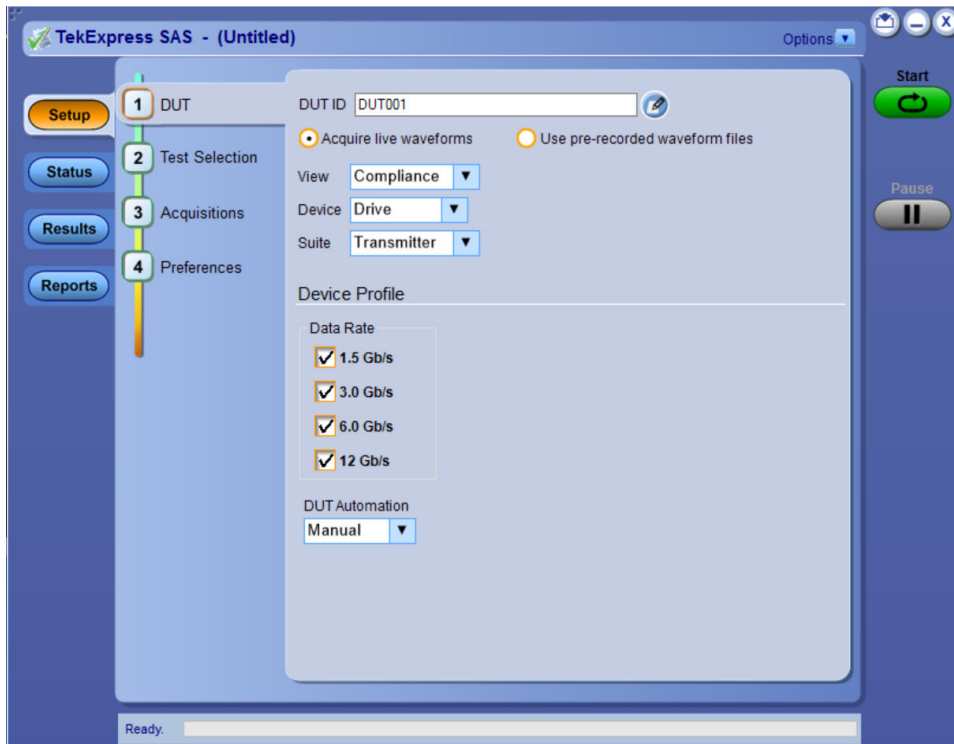 TekExpress SAS - (Untitled)
Options
Start
Pause
Setup
Status
Results
Reports
1 DUT
2 Test Selection
3 Acquisitions
4 Preferences
DUT ID DUT001
Acquire live waveforms Use pre-recorded waveform files
View Compliance
Device Drive
Suite Transmitter
Device Profile
Data Rate
1.5 Gb/s
3.0 Gb/s
6.0 Gb/s
12 Gb/s
DUT Automation
Manual
Ready.